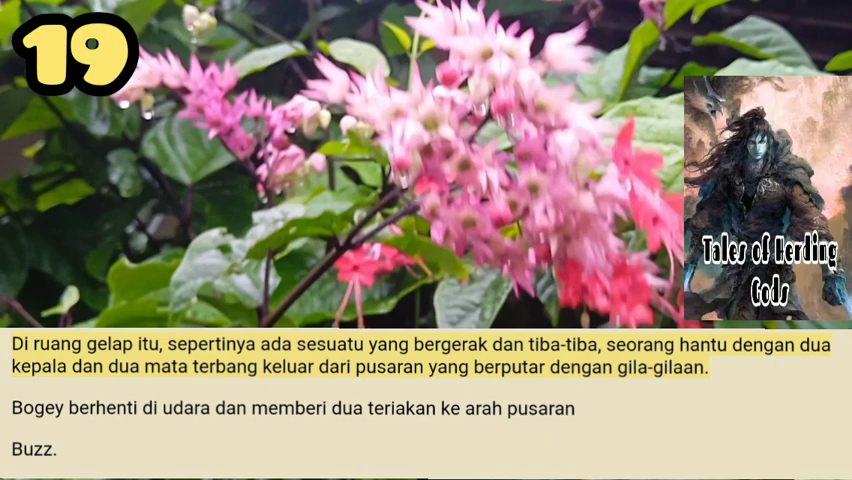 19
Tales of Herding
Gods
Di ruang gelap itu, sepertinya ada sesuatu yang bergerak dan tiba-tiba, seorang hantu dengan dua
kepala dan dua mata terbang keluar dari pusaran yang berputar dengan gila-gilaan.
Bogey berhenti di udara dan memberi dua teriakan ke arah pusaran
Buzz.